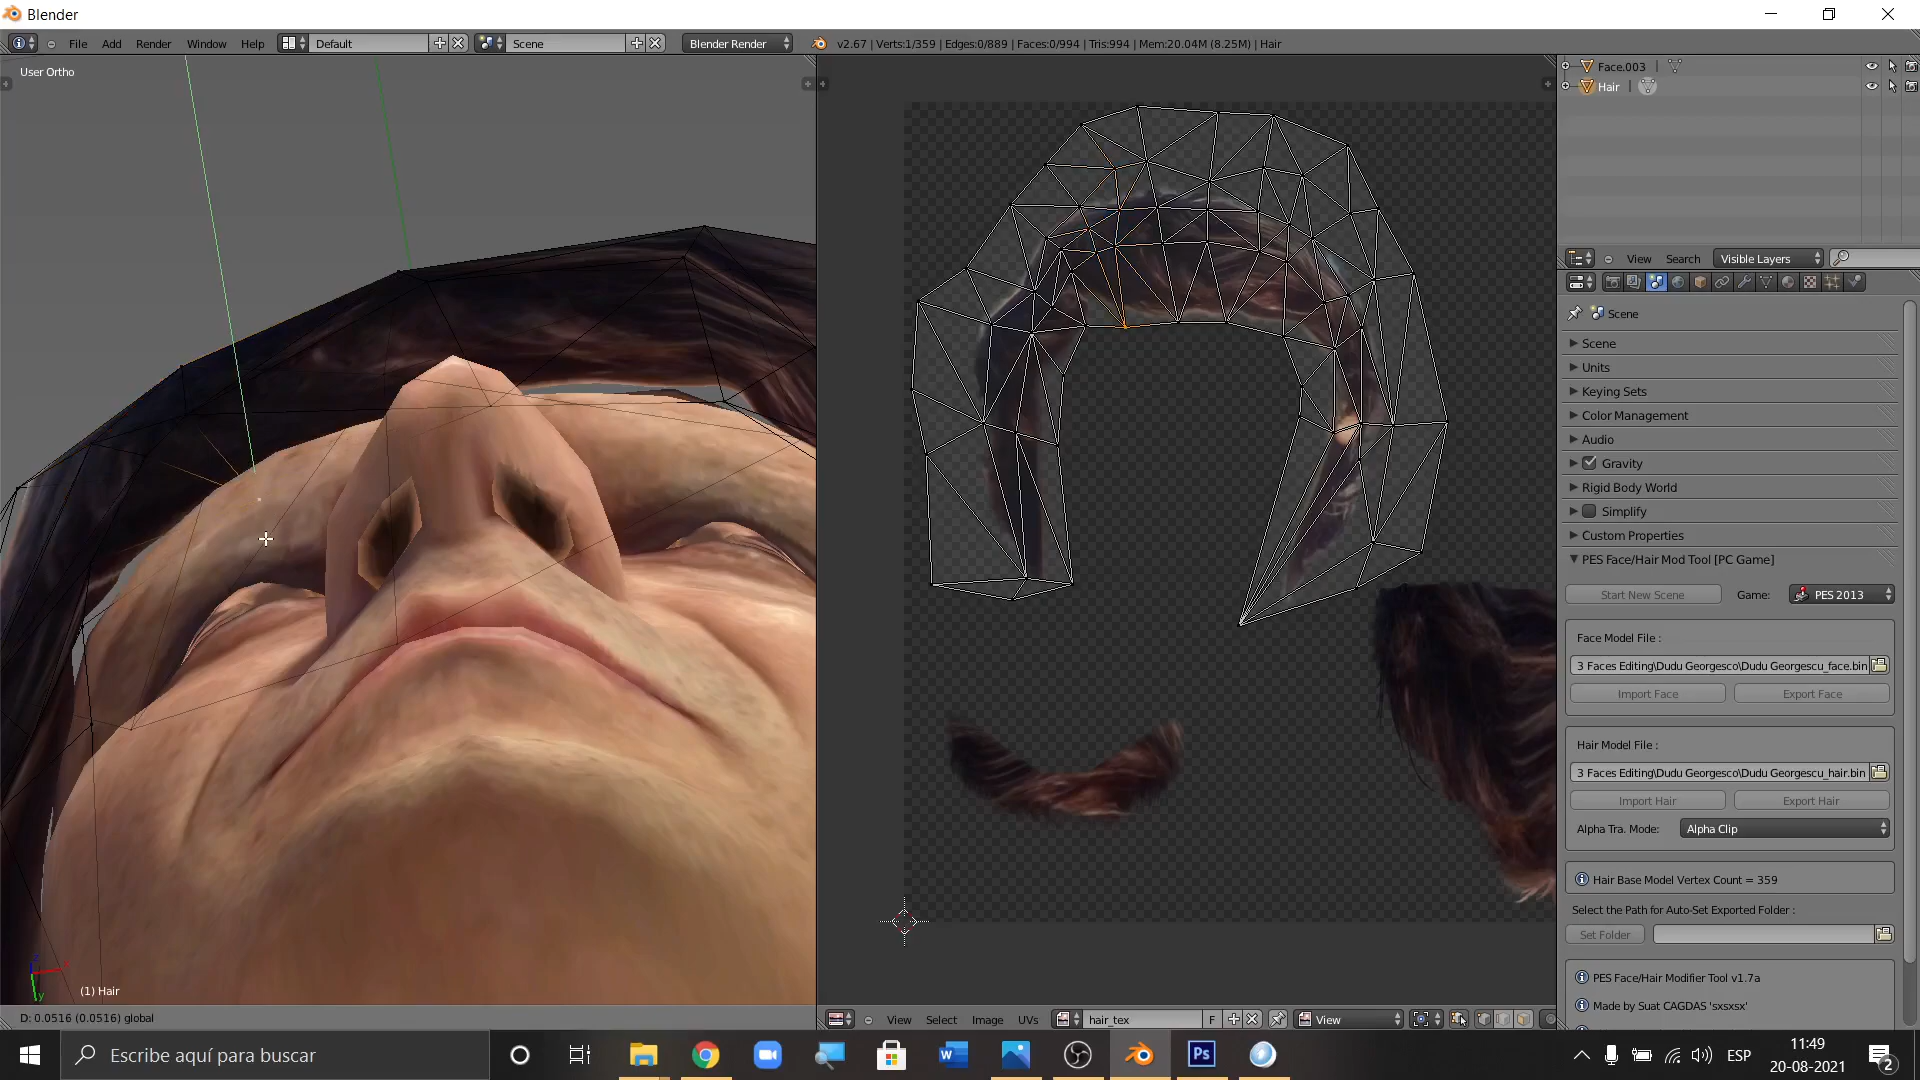 Blender
File Add Render Window Help Default Scene Blender Render v2.67 | Verts:1/359 | Edges:0/889 | Faces:0/994 | Tris:994 | Mem:20.04M (8.25M) | Hair
User Ortho
Face.003
Hair
View Search Visible Layers
Scene
Scene
Units
Keying Sets
Color Management
Audio
Gravity
Rigid Body World
Simplify
Custom Properties
PES Face/Hair Mod Tool [PC Game]
Start New Scene Game: PES 2013
Face Model File :
3 Faces Editing\Dudu Georgesco\Dudu Georgescu_face.bin
Import Face Export Face
Hair Model File :
3 Faces Editing\Dudu Georgesco\Dudu Georgescu_hair.bin
Import Hair Export Hair
Alpha Tra. Mode: Alpha Clip
Hair Base Model Vertex Count = 359
Select the Path for Auto-Set Exported Folder :
Set Folder
PES Face/Hair Modifier Tool v1.7a
Made by Suat CAGDAS 'sxsxsx'
z
x
y
(1) Hair
D: 0.0516 (0.0516) global
View Select Image UVs hair_tex F View
Escribe aquí para buscar
W
Ps
ESP
11:49
20-08-2021
2